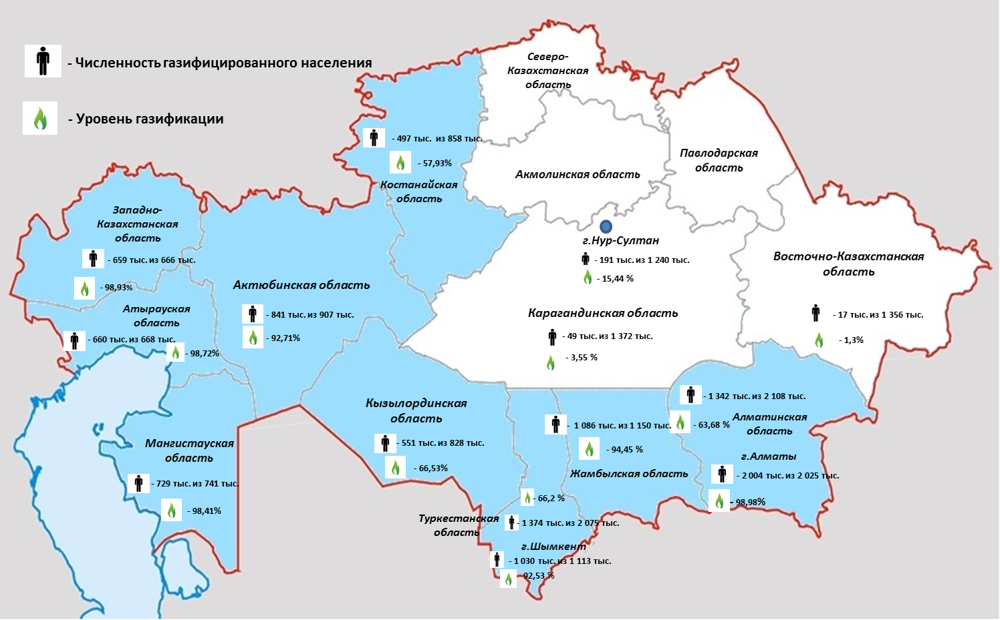 - Численность газифицированного населения
- Уровень газификации
Северо-
Казахстанская
область
- 497 тыс. из 858 тыс.
- 57,93%
Костанайская
область
Акмолинская область
Павлодарская
область
Западно-
Казахстанская
область
- 659 тыс. из 666 тыс.
- 98,93%
Актюбинская область
- 841 тыс. из 907 тыс.
- 92,71%
Атырауская
область
- 660 тыс. из 668 тыс.
- 98,72%
г.Нур-Султан
- 191 тыс. из 1 240 тыс.
- 15,44 %
Карагандинская область
- 49 тыс. из 1 372 тыс.
- 3,55 %
Восточно-Казахстанская
область
- 17 тыс. из 1 356 тыс.
- 1,3%
Мангистауская
область
- 729 тыс. из 741 тыс.
- 98,41%
Кызылординская
область
- 551 тыс. из 828 тыс.
- 66,53%
- 1 086 тыс. из 1 150 тыс.
- 94,45 %
Жамбылская область
- 1 342 тыс. из 2 108 тыс.
- 63,68 %
Алматинская
область
г.Алматы
- 2 004 тыс. из 2 025 тыс.
- 98,98%
- 66,2 %
Туркестанская
область
- 1 374 тыс. из 2 075 тыс.
г.Шымкент
- 1 030 тыс. из 1 113 тыс.
92,53 %